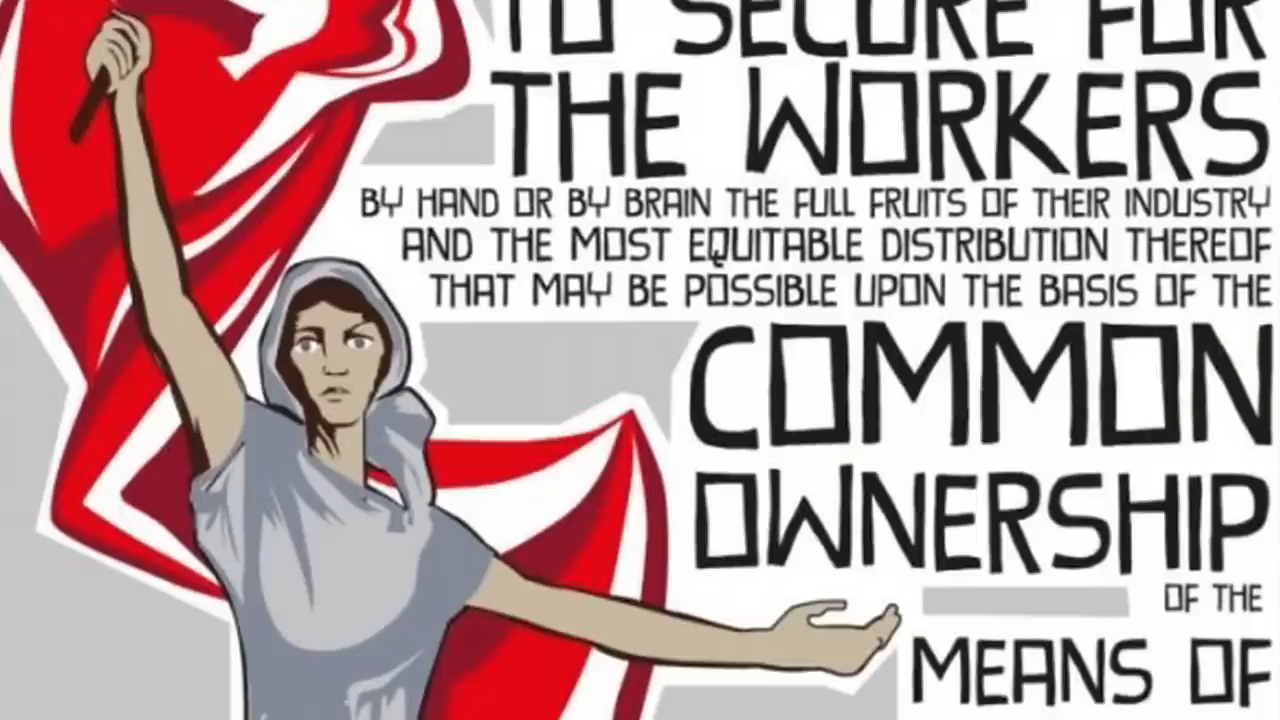 TO SECURE FOR
THE WORKERS
BY HAND OR BY BRAIN THE FULL FRUITS OF THEIR INDUSTRY
AND THE MOST EQUITABLE DISTRIBUTION THEREOF
THAT MAY BE POSSIBLE UPON THE BASIS OF THE
COMMON
OWNERSHIP
OF THE
MEANS OF